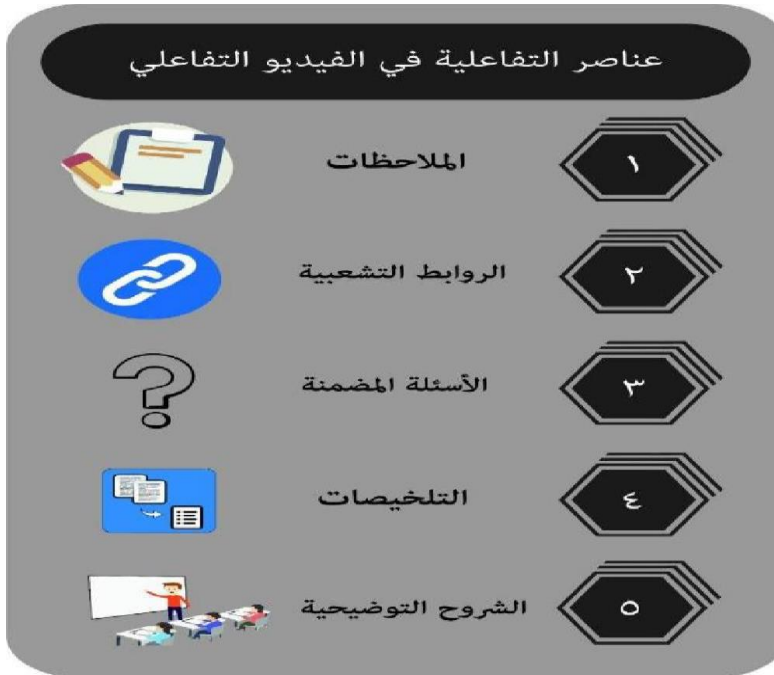 عناصر التفاعلية في الفيديو التفاعلي
١ الملاحظات
٢ الروابط التشعبية
٣ الأسئلة المضمنة
٤ التلخيصات
٥ الشروح التوضيحية